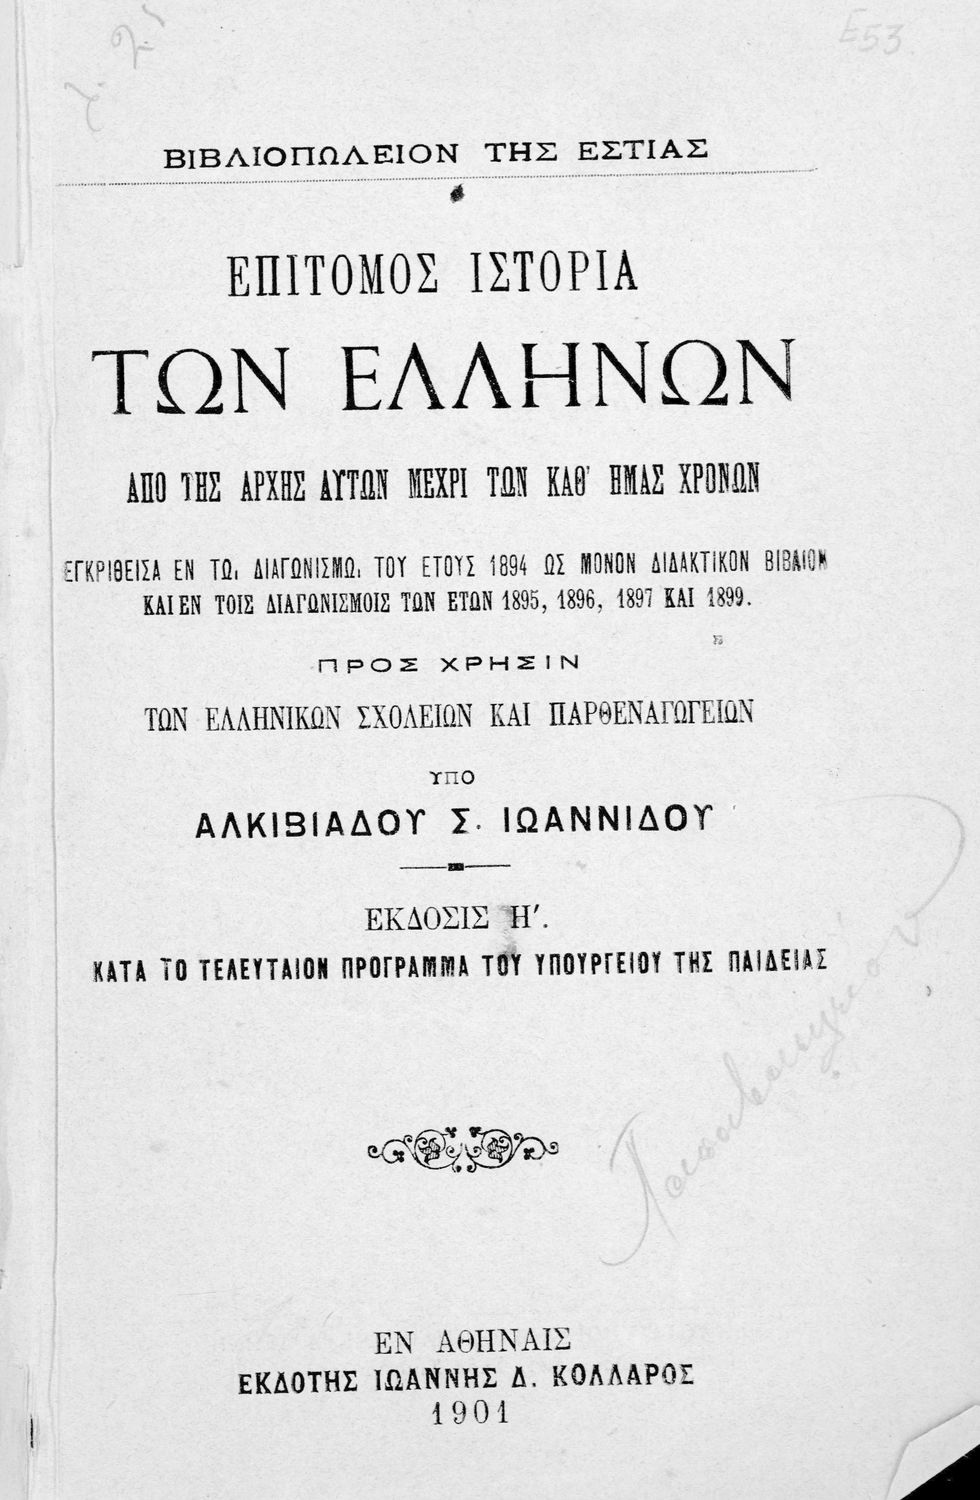 Ε53
ΒΙΒΛΙΟΠΩΛΕΙΟΝ ΤΗΣ ΕΣΤΙΑΣ
ΕΠΙΤΟΜΟΣ ΙΣΤΟΡΙΑ
ΤΩΝ ΕΛΛΗΝΩΝ
ΑΠΟ ΤΗΣ ΑΡΧΗΣ ΑΥΤΩΝ ΜΕΧΡΙ ΤΩΝ ΚΑΘ' ΗΜΑΣ ΧΡΟΝΩΝ
ΕΓΚΡΙΘΕΙΣΑ ΕΝ ΤΩι ΔΙΑΓΩΝΙΣΜΩι ΤΟΥ ΕΤΟΥΣ 1894 ΩΣ ΜΟΝΟΝ ΔΙΔΑΚΤΙΚΟΝ ΒΙΒΛΙΟΝ
ΚΑΙ ΕΝ ΤΟΙΣ ΔΙΑΓΩΝΙΣΜΟΙΣ ΤΩΝ ΕΤΩΝ 1895, 1896, 1897 ΚΑΙ 1899.
ΠΡΟΣ ΧΡΗΣΙΝ
ΤΩΝ ΕΛΛΗΝΙΚΩΝ ΣΧΟΛΕΙΩΝ ΚΑΙ ΠΑΡΘΕΝΑΓΩΓΕΙΩΝ
ΥΠΟ
ΑΛΚΙΒΙΑΔΟΥ Σ. ΙΩΑΝΝΙΔΟΥ
ΕΚΔΟΣΙΣ Η′.
ΚΑΤΑ ΤΟ ΤΕΛΕΥΤΑΙΟΝ ΠΡΟΓΡΑΜΜΑ ΤΟΥ ΥΠΟΥΡΓΕΙΟΥ ΤΗΣ ΠΑΙΔΕΙΑΣ
ΕΝ ΑΘΗΝΑΙΣ
ΕΚΔΟΤΗΣ ΙΩΑΝΝΗΣ Δ. ΚΟΛΛΑΡΟΣ
1901